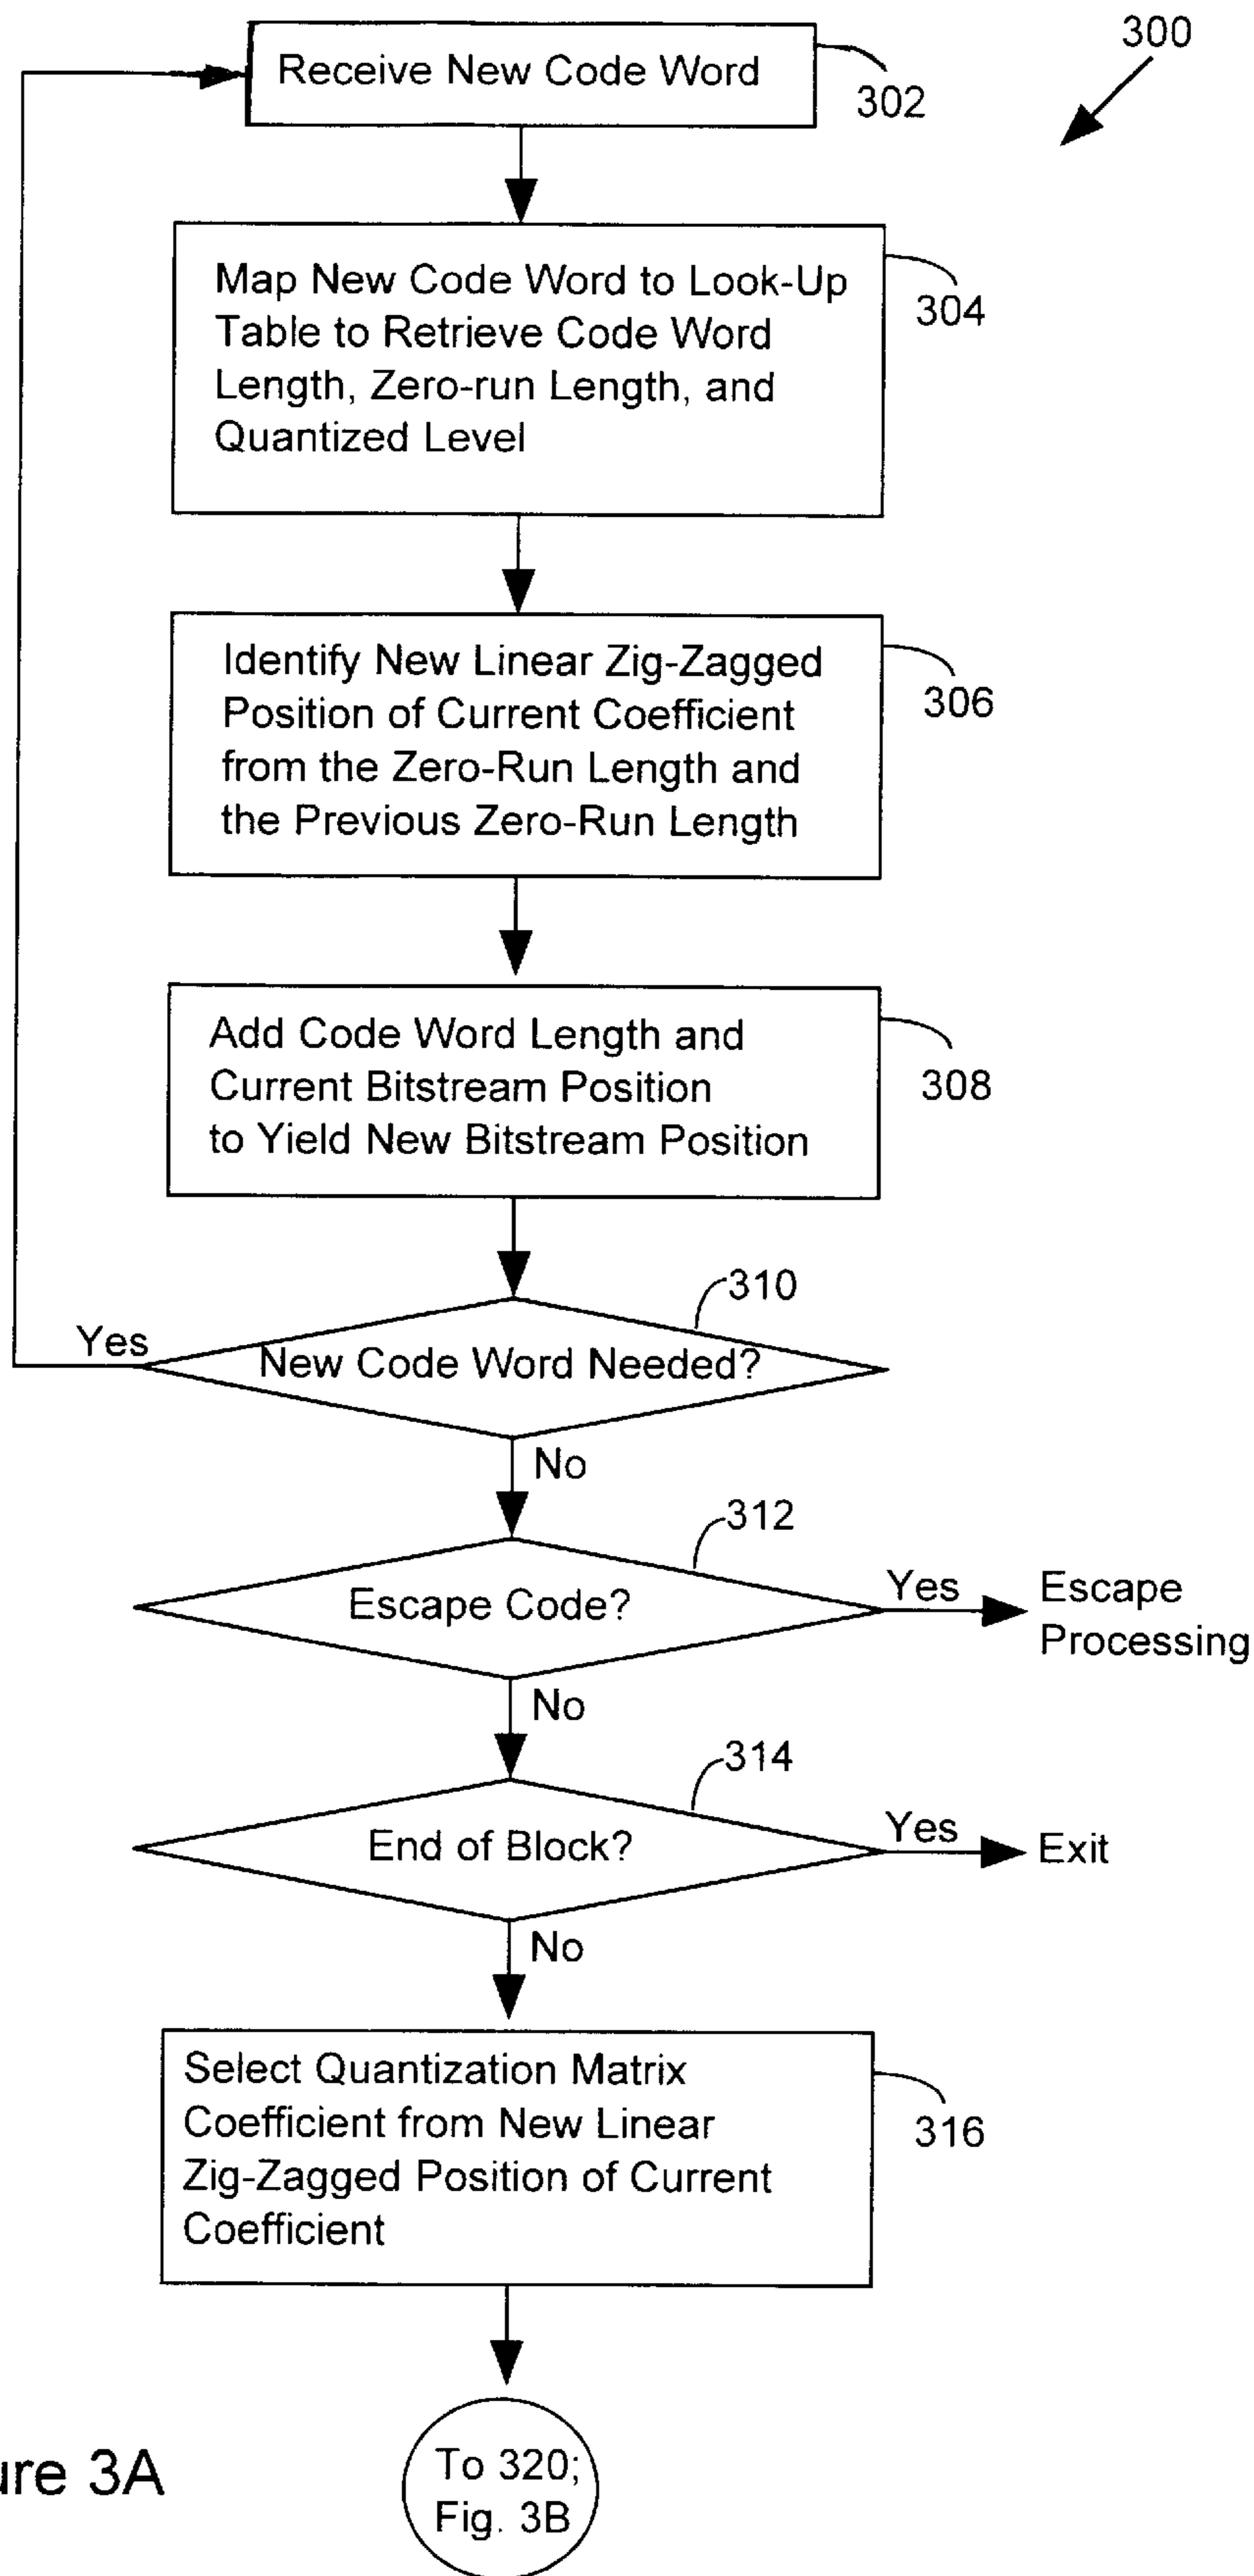 300
Receive New Code Word
302
Map New Code Word to Look-Up
Table to Retrieve Code Word
Length, Zero-run Length, and
Quantized Level
304
Identify New Linear Zig-Zagged
Position of Current Coefficient
from the Zero-Run Length and
the Previous Zero-Run Length
306
Add Code Word Length and
Current Bitstream Position
to Yield New Bitstream Position
308
310
Yes
New Code Word Needed?
No
312
Escape Code?
Yes
Escape
Processing
No
314
End of Block?
Yes
Exit
No
Select Quantization Matrix
Coefficient from New Linear
Zig-Zagged Position of Current
Coefficient
316
To 320;
Fig. 3B
ure 3A